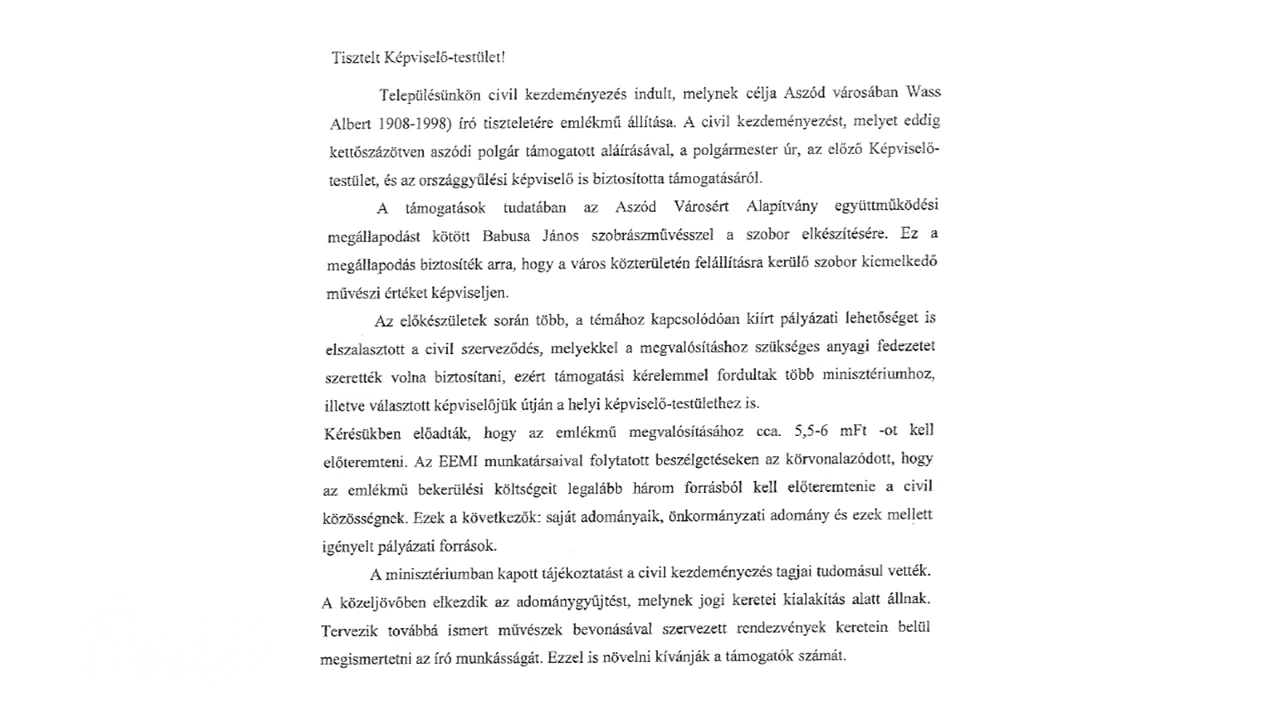 Tisztelt Képviselő-testület!
Településünkön civil kezdeményezés indult, melynek célja Aszód városában Wass
Albert 1908-1998) író tiszteletére emlékmű állítása. A civil kezdeményezést, melyet eddig
kettőszázötven aszódi polgár támogatott aláírásával, a polgármester úr, az előző Képviselő-
testület, és az országgyűlési képviselő is biztosította támogatásáról.
A támogatások tudatában az Aszód Városért Alapítvány együttműködési
megállapodást kötött Babusa János szobrászművésszel a szobor elkészítésére. Ez a
megállapodás biztosíték arra, hogy a város közterületén felállításra kerülő szobor kiemelkedő
művészi értéket képviseljen.
Az előkészületek során több, a témához kapcsolódóan kiírt pályázati lehetőséget is
elszalasztott a civil szerveződés, melyekkel a megvalósításhoz szükséges anyagi fedezetet
szerették volna biztosítani, ezért támogatási kérelemmel fordultak több minisztériumhoz,
illetve választott képviselőjük útján a helyi képviselő-testülethez is.
Kérésükben előadták, hogy az emlékmű megvalósításához cca. 5,5-6 mFt -ot kell
előteremteni. Az EEMI munkatársaival folytatott beszélgetéseken az körvonalazódott, hogy
az emlékmű bekerülési költségeit legalább három forrásból kell előteremtenie a civil
közösségnek. Ezek a következők: saját adományaik, önkormányzati adomány és ezek mellett
igényelt pályázati források.
A minisztériumban kapott tájékoztatást a civil kezdeményezés tagjai tudomásul vették.
A közeljövőben elkezdik az adománygyűjtést, melynek jogi keretei kialakítás alatt állnak.
Tervezik továbbá ismert művészek bevonásával szervezett rendezvények keretein belül
megismertetni az író munkásságát. Ezzel is növelni kívánják a támogatók számát.